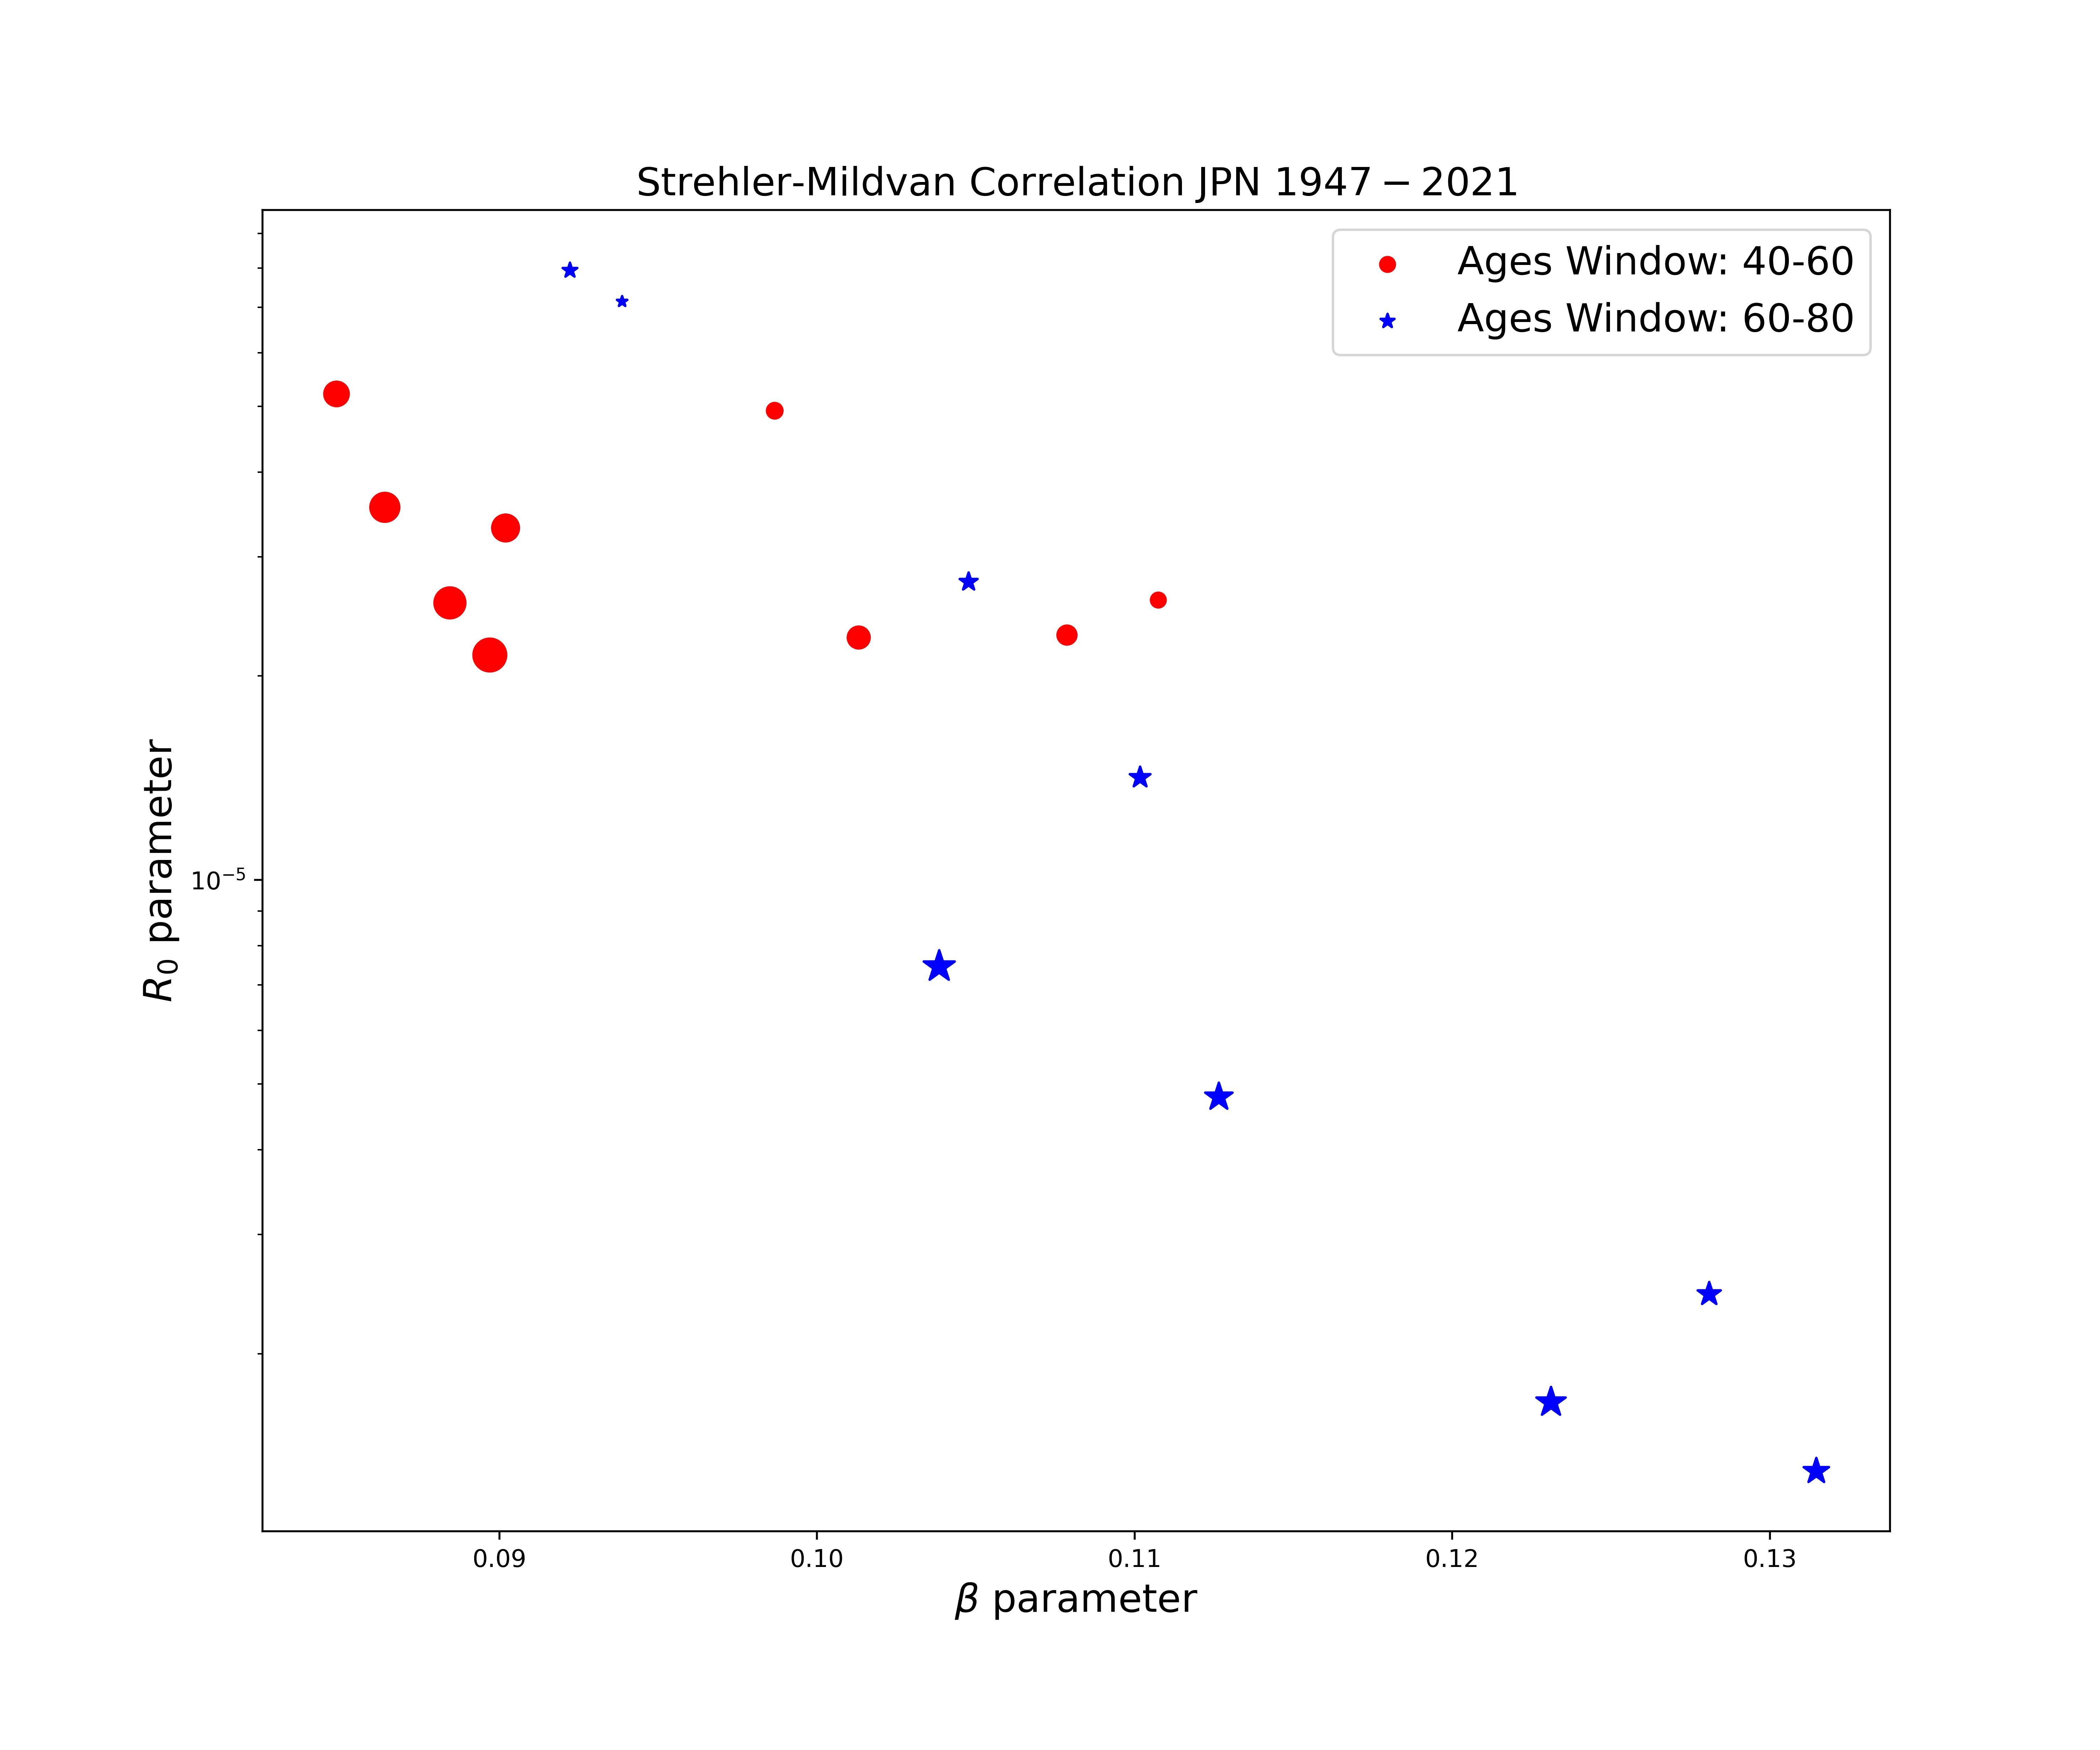 Strehler-Mildvan Correlation JPN 1947 − 2021
Ages Window: 40-60
Ages Window: 60-80
R₀ parameter
10⁻⁵
0.09 0.10 0.11 0.12 0.13
β parameter